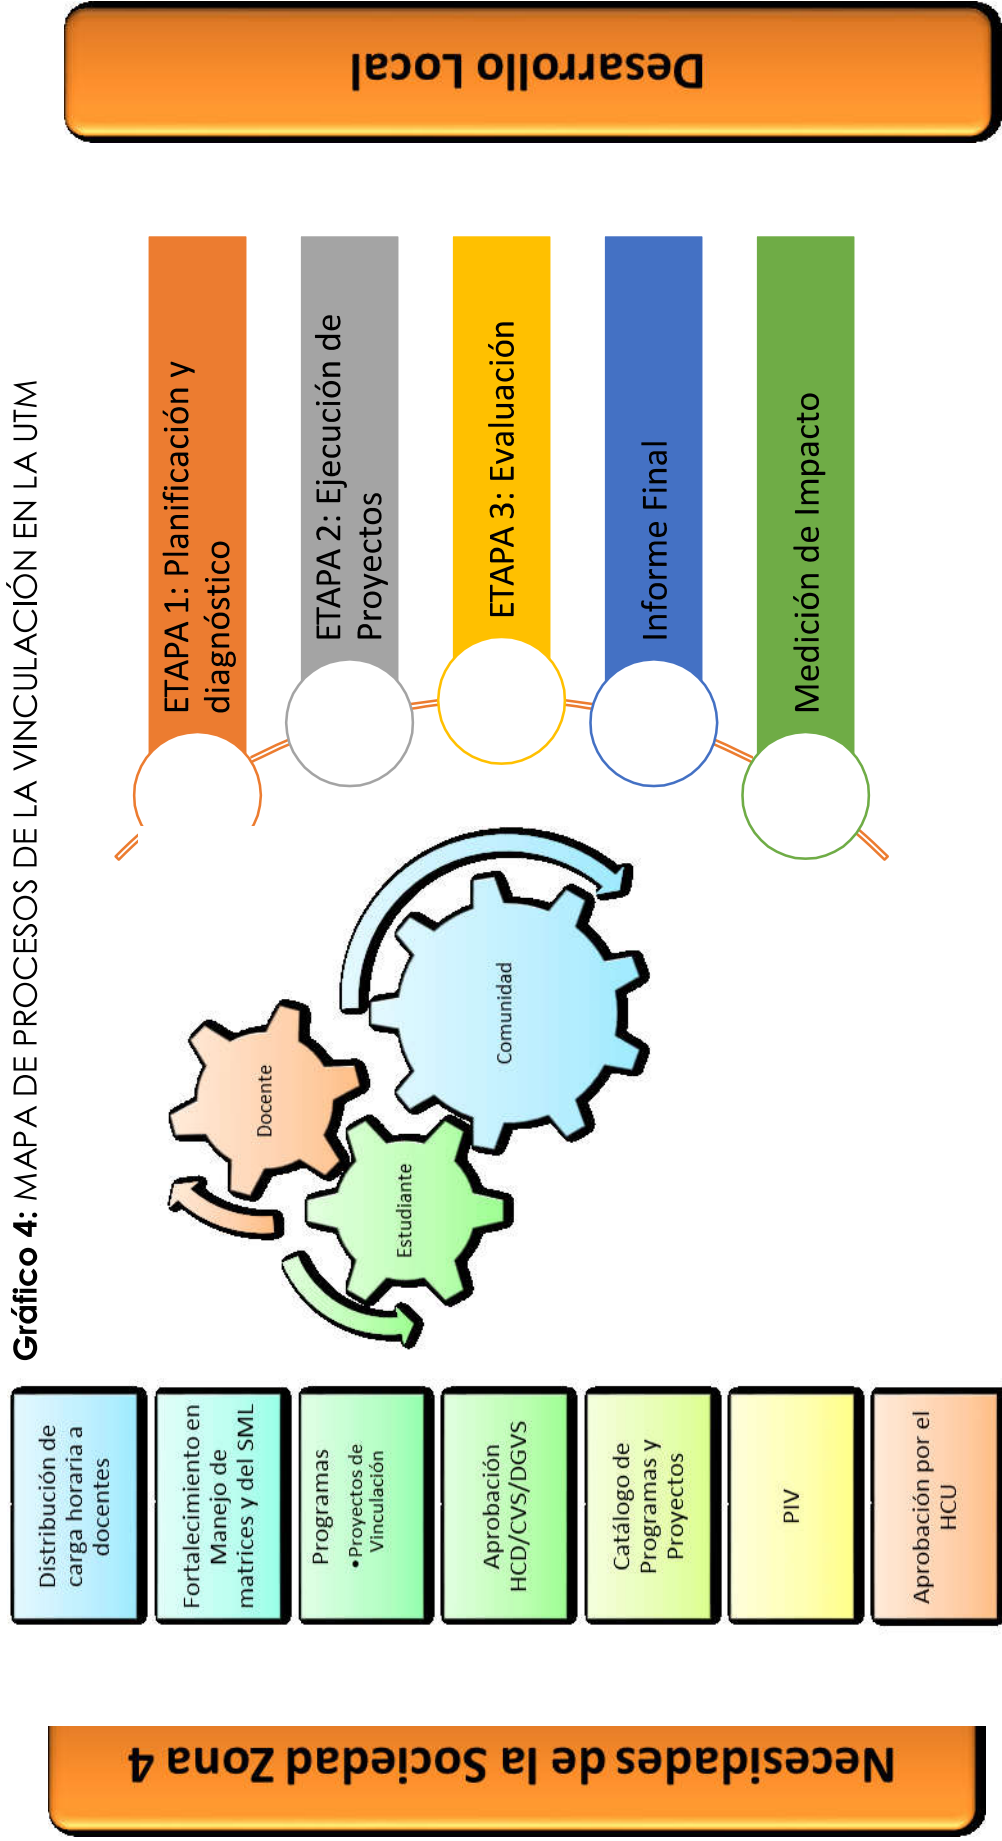 Gráfico 4: MAPA DE PROCESOS DE LA VINCULACIÓN EN LA UTM
Necesidades de la Sociedad Zona 4
Distribución de
carga horaria a
docentes
Fortalecimiento en
Manejo de
matrices y del SML
Programas
•Proyectos de
Vinculación
Aprobación
HCD/CVS/DGVS
Catálogo de
Programas y
Proyectos
PIV
Aprobación por el
HCU
Docente
Estudiante
Comunidad
ETAPA 1: Planificación y
diagnóstico
ETAPA 2: Ejecución de
Proyectos
ETAPA 3: Evaluación
Informe Final
Medición de Impacto
Desarrollo Local